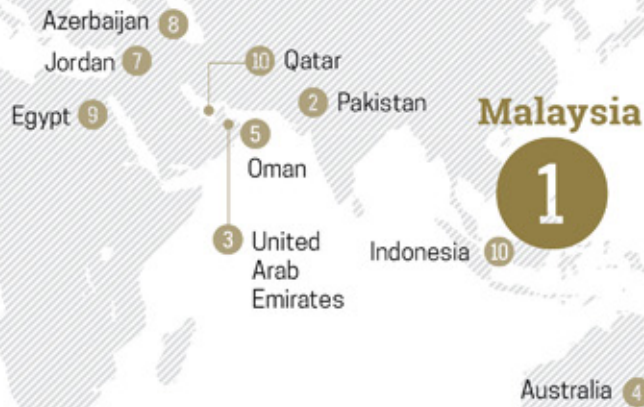 Azerbaijan 8
Jordan 7
10 Qatar
Egypt 9
2 Pakistan
Malaysia
1
5
Oman
3 United
Arab
Emirates
Indonesia 10
Australia 4